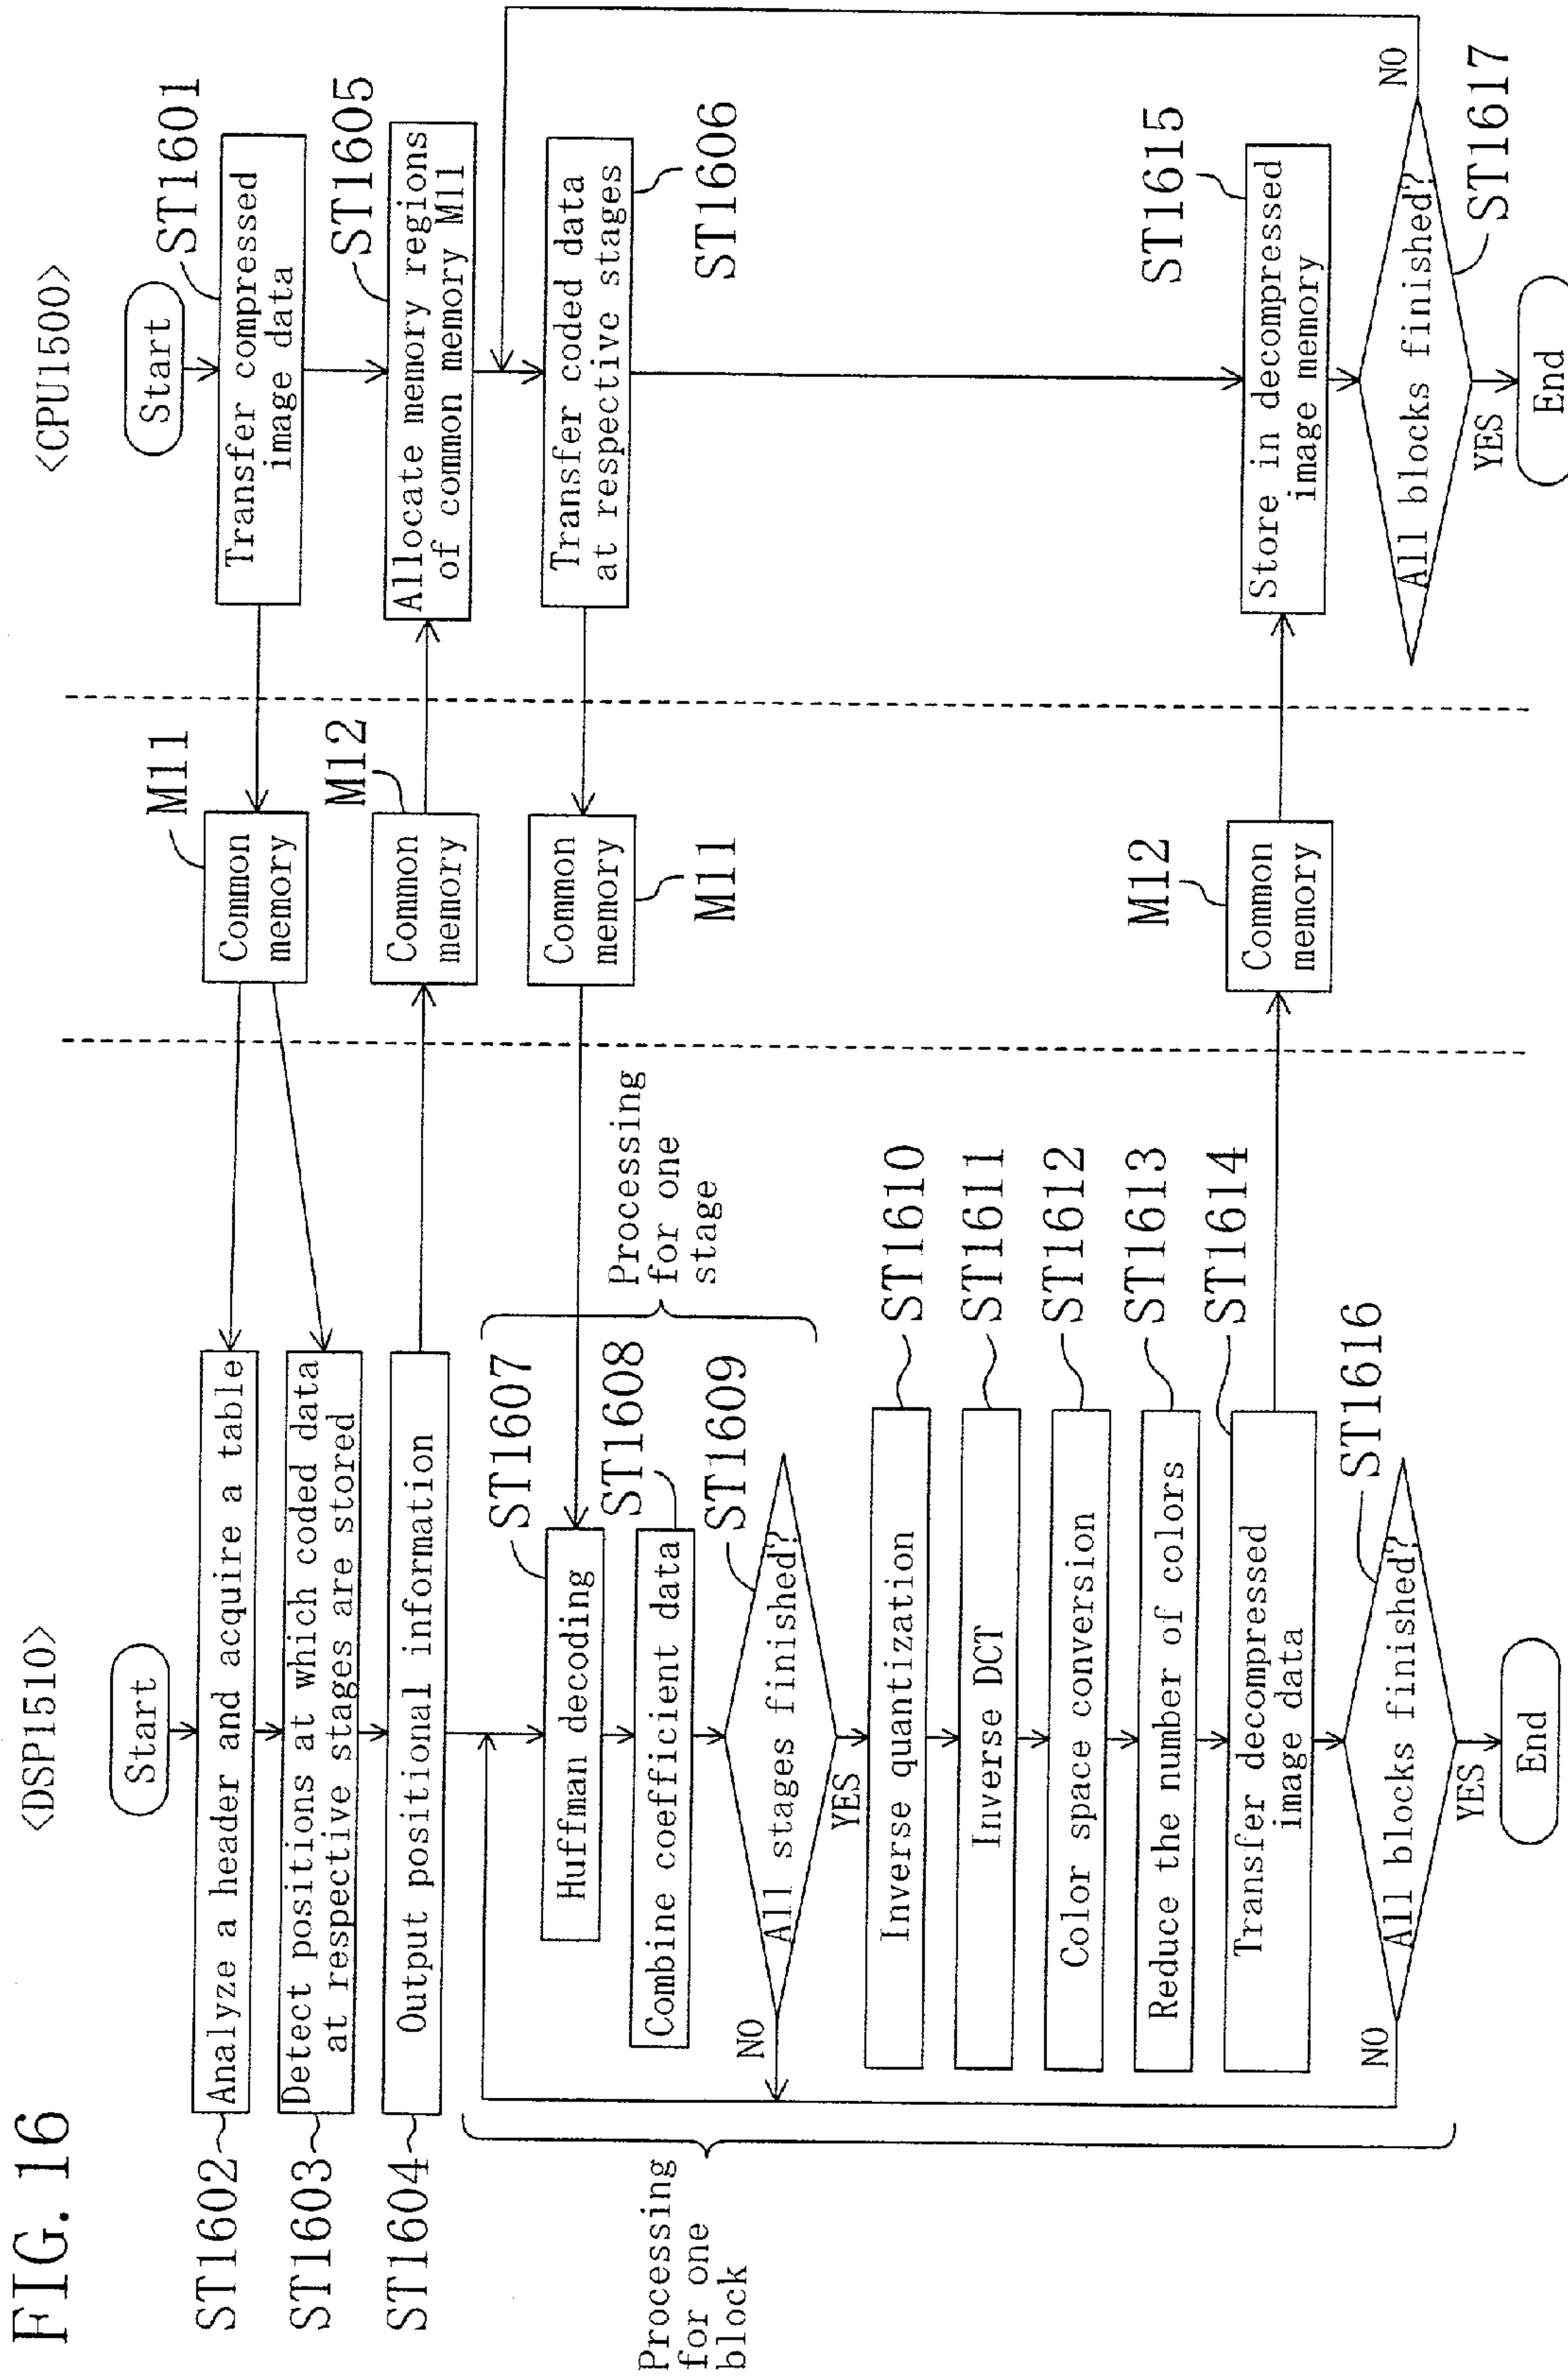 FIG. 16
<DSP1510>
<CPU1500>
Start
ST1602
Analyze a header and acquire a table
ST1603
Detect positions at which coded data
at respective stages are stored
ST1604
Output positional information
Processing
for one
block
Huffman decoding
ST1607
Combine coefficient data
ST1608
All stages finished?
ST1609
Processing
for one
stage
NO
YES
Inverse quantization
ST1610
Inverse DCT
ST1611
Color space conversion
ST1612
Reduce the number of colors
ST1613
Transfer decompressed
image data
ST1614
All blocks finished?
ST1616
NO
YES
End
Common
memory
M11
Common
memory
M12
Common
memory
M11
Common
memory
M12
Start
Transfer compressed
image data
ST1601
Allocate memory regions
of common memory M11
ST1605
Transfer coded data
at respective stages
ST1606
Store in decompressed
image memory
ST1615
All blocks finished?
ST1617
NO
YES
End